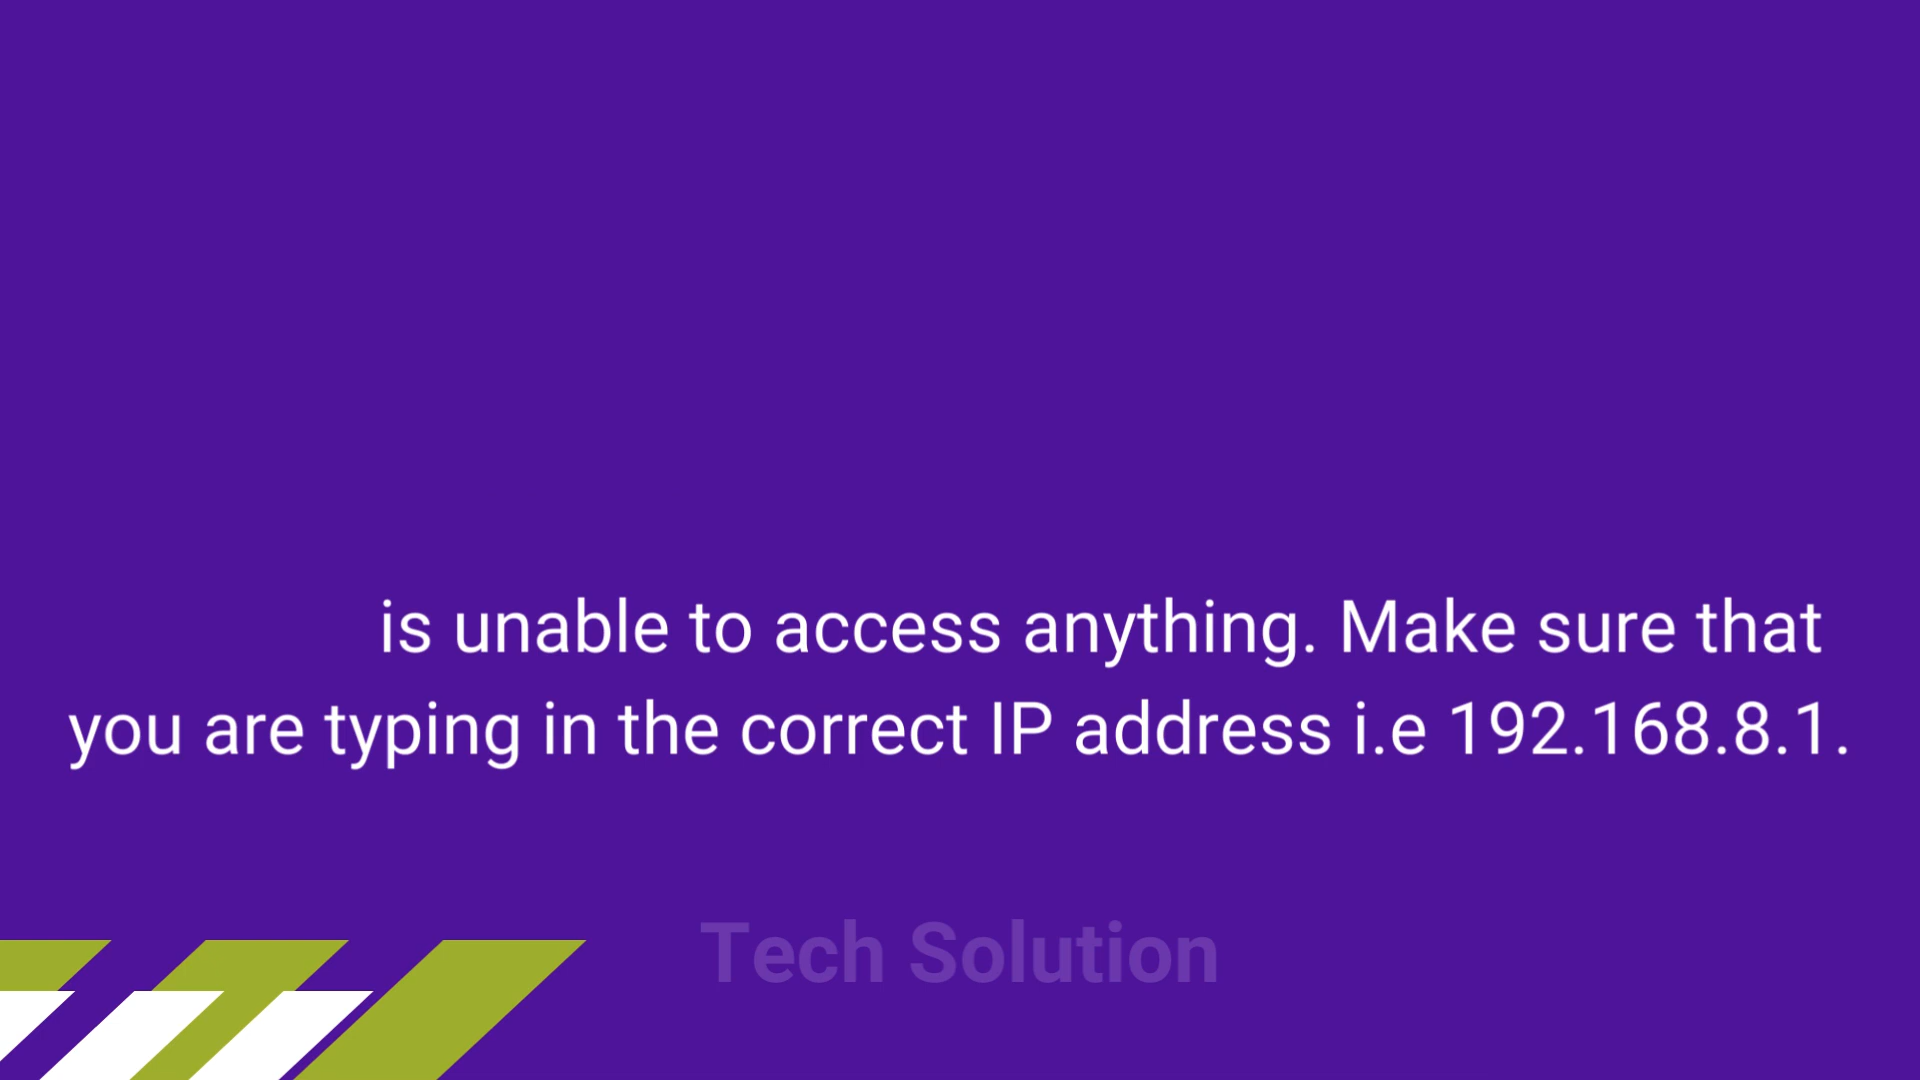 is unable to access anything. Make sure that
you are typing in the correct IP address i.e 192.168.8.1.
Tech Solution